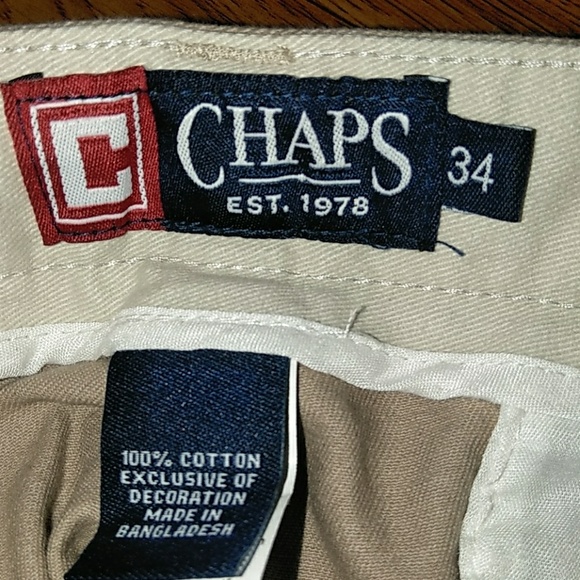 C
CHAPS
EST. 1978
34
100% COTTON
EXCLUSIVE OF
DECORATION
MADE IN
BANGLADESH